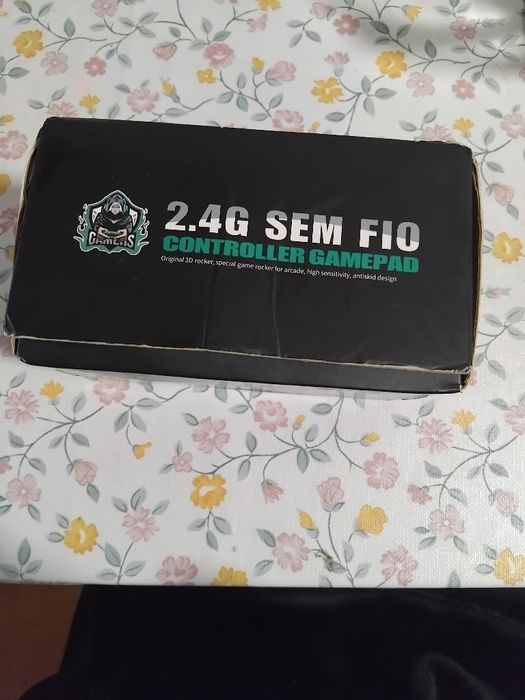 GAMERS
2.4G SEM FIO
CONTROLLER GAMEPAD
Original 3D rocker, special game rocker for arcade, high sensitivity, antiskid design